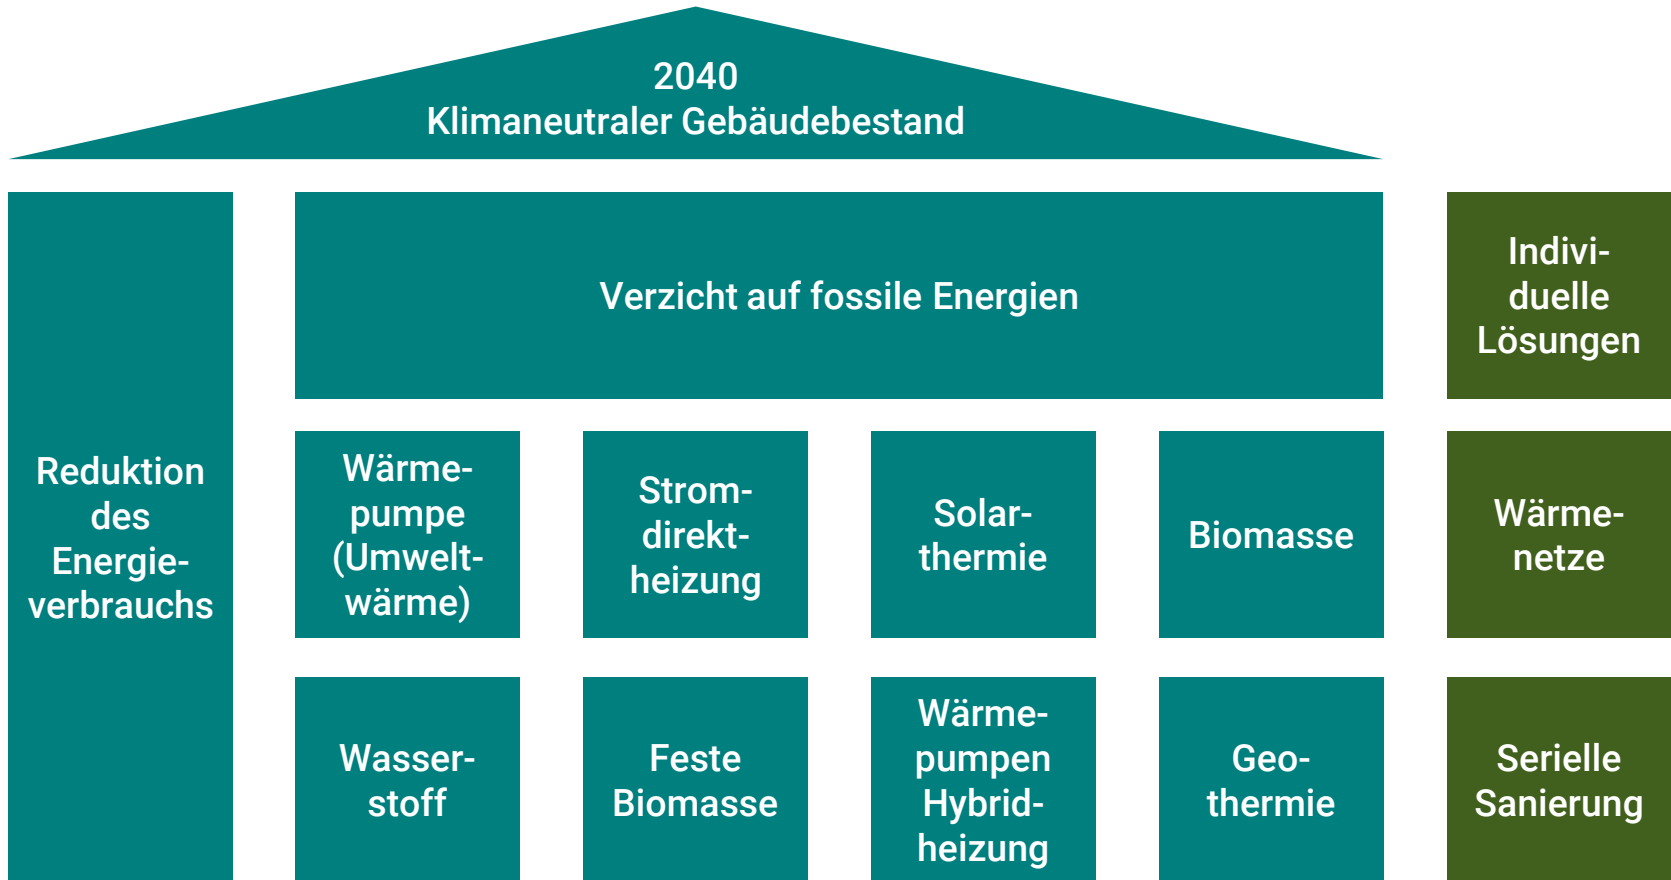 2040
Klimaneutraler Gebäudebestand
Reduktion
des
Energie-
verbrauchs
Verzicht auf fossile Energien
Indivi-
duelle
Lösungen
Wärme-
pumpe
(Umwelt-
wärme)
Strom-
direkt-
heizung
Solar-
thermie
Biomasse
Wärme-
netze
Wasser-
stoff
Feste
Biomasse
Wärme-
pumpen
Hybrid-
heizung
Geo-
thermie
Serielle
Sanierung